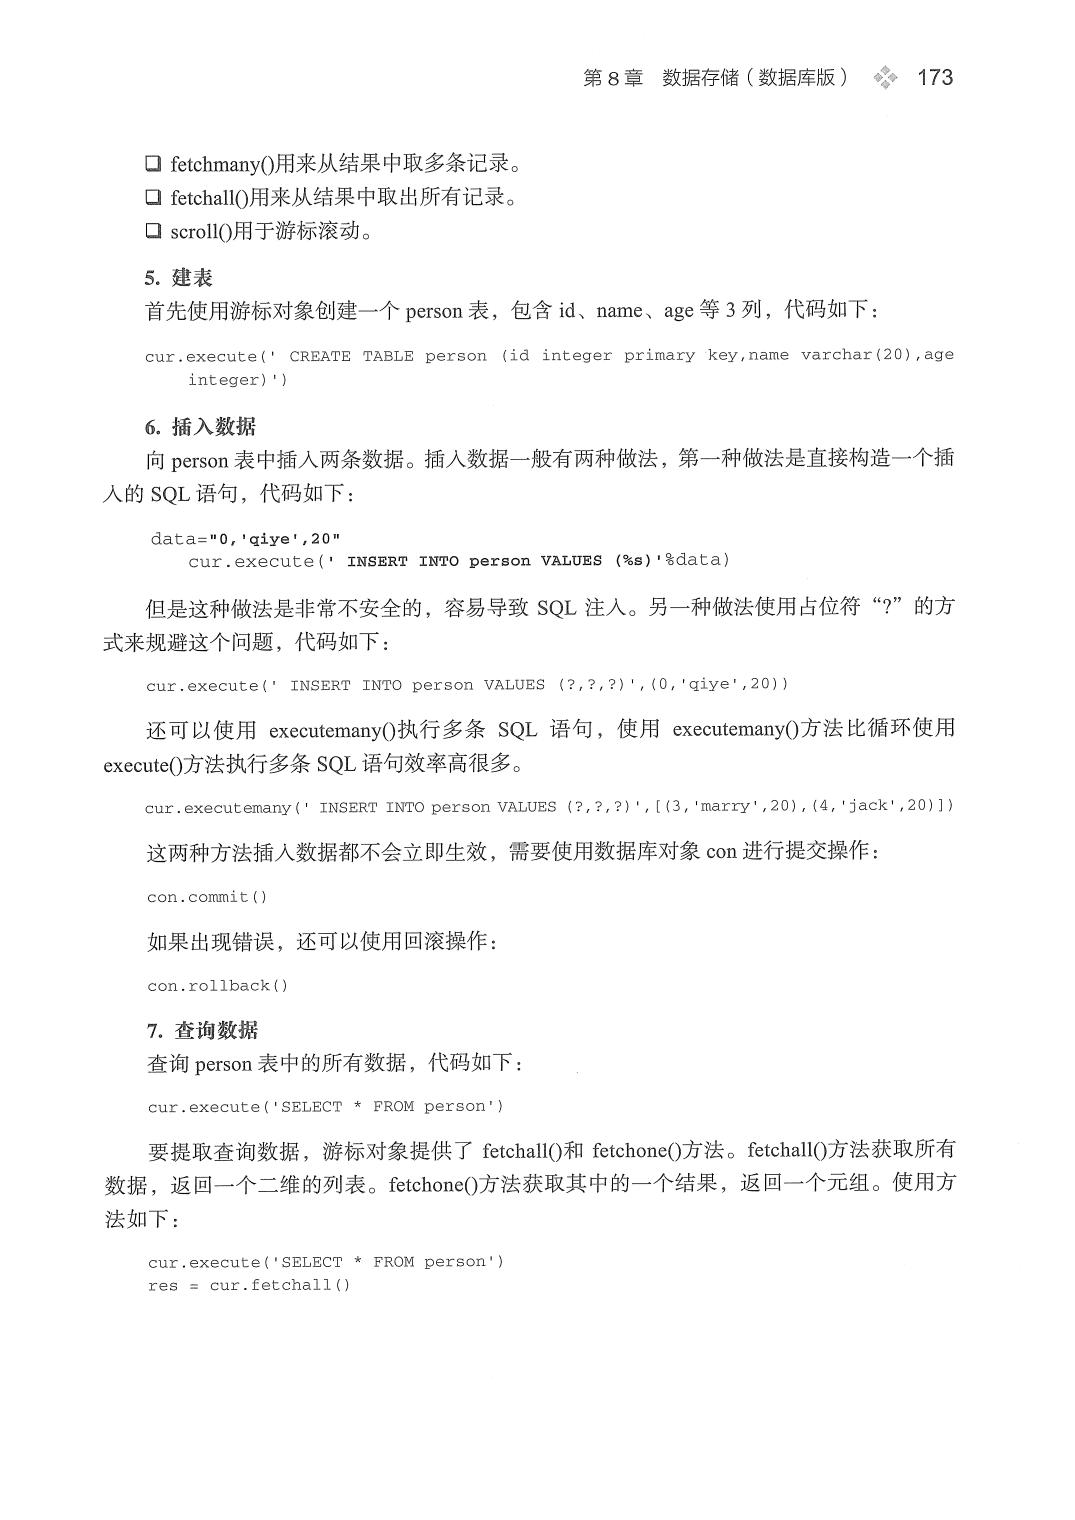 第 8 章 数据存储（数据库版） 173
❑ fetchmany()用来从结果中取多条记录。
❑ fetchall()用来从结果中取出所有记录。
❑ scroll()用于游标滚动。
5. 建表
首先使用游标对象创建一个 person 表，包含 id、name、age 等 3 列，代码如下：
cur.execute(' CREATE TABLE person (id integer primary key,name varchar(20),age
integer)')
6. 插入数据
向 person 表中插入两条数据。插入数据一般有两种做法，第一种做法是直接构造一个插
入的 SQL 语句，代码如下：
data="0,'qiye',20"
cur.execute(' INSERT INTO person VALUES (%s)'%data)
但是这种做法是非常不安全的，容易导致 SQL 注入。另一种做法使用占位符“?”的方
式来规避这个问题，代码如下：
cur.execute(' INSERT INTO person VALUES (?,?,?)',(0,'qiye',20))
还可以使用 executemany()执行多条 SQL 语句，使用 executemany()方法比循环使用
execute()方法执行多条 SQL 语句效率高很多。
cur.executemany(' INSERT INTO person VALUES (?,?,?)',[(3,'marry',20),(4,'jack',20)])
这两种方法插入数据都不会立即生效，需要使用数据库对象 con 进行提交操作：
con.commit()
如果出现错误，还可以使用回滚操作：
con.rollback()
7. 查询数据
查询 person 表中的所有数据，代码如下：
cur.execute('SELECT * FROM person')
要提取查询数据，游标对象提供了 fetchall()和 fetchone()方法。fetchall()方法获取所有
数据，返回一个二维的列表。fetchone()方法获取其中的一个结果，返回一个元组。使用方
法如下：
cur.execute('SELECT * FROM person')
res = cur.fetchall()